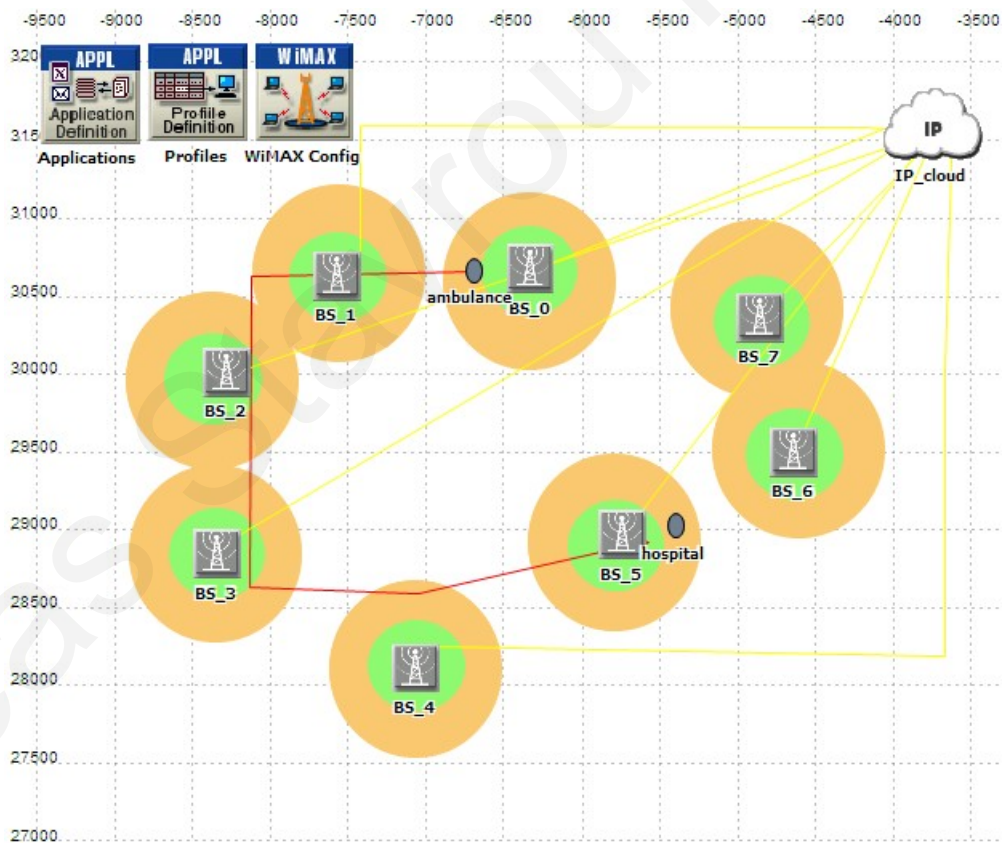 -9500 -9000 -8500 -8000 -7500 -7000 -6500 -6000 -5500 -5000 -4500 -4000 -3500
320
APPL
Application
Definition
Applications
APPL
Profile
Definition
Profiles
WiMAX
WiMAX Config
315
IP
IP_cloud
31000
30500
BS_1
ambulance
BS_0
BS_7
30000
BS_2
29500
BS_6
29000
BS_3
BS_5
hospital
28500
28000
BS_4
27500
27000